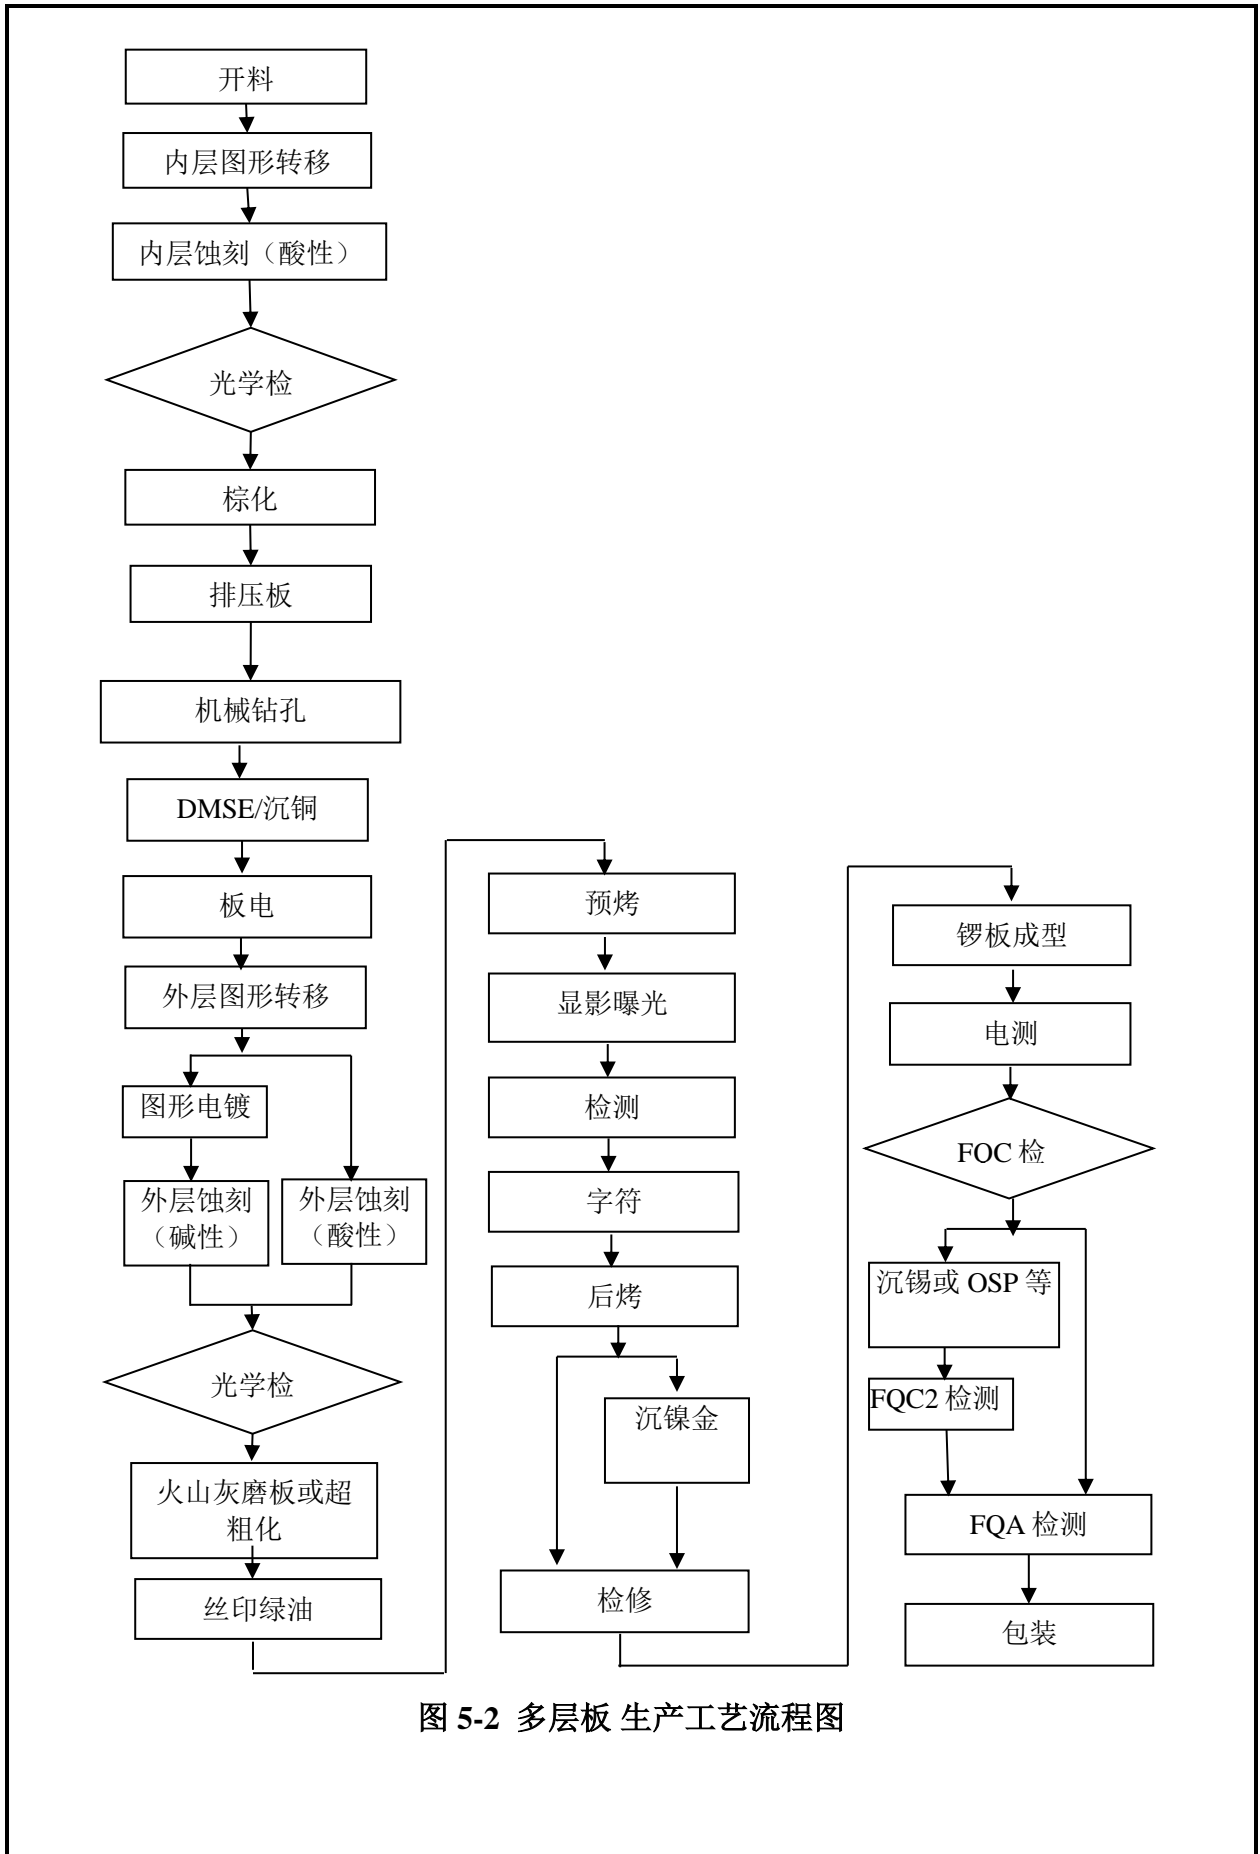 开料
内层图形转移
内层蚀刻（酸性）
光学检
棕化
排压板
机械钻孔
DMSE/沉铜
板电
外层图形转移
图形电镀
外层蚀刻
（碱性）
外层蚀刻
（酸性）
光学检
火山灰磨板或超
粗化
丝印绿油
预烤
显影曝光
检测
字符
后烤
沉镍金
检修
锣板成型
电测
FQC 检
沉锡或 OSP 等
FQC2 检测
FQA 检测
包装
图 5-2 多层板 生产工艺流程图